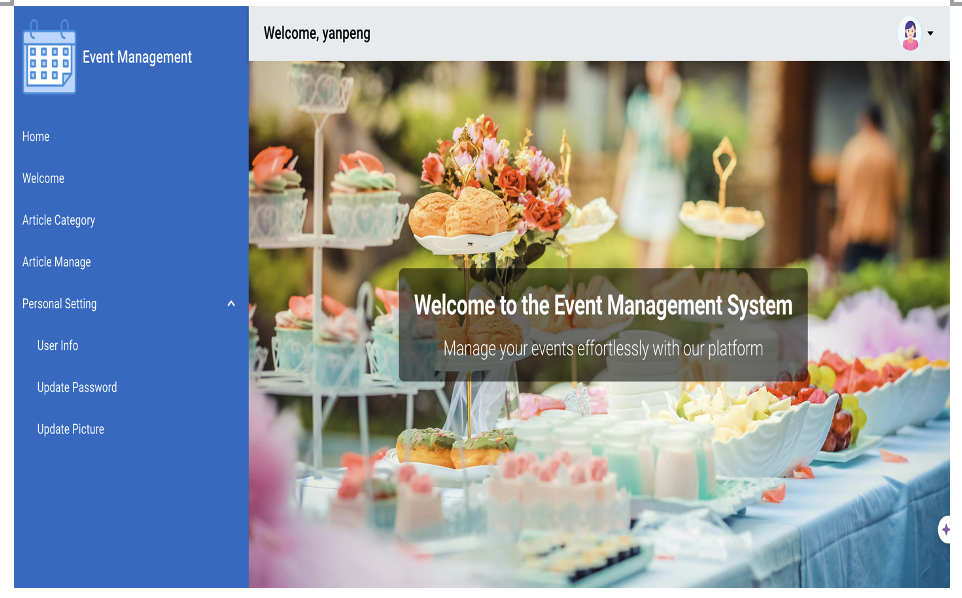 Event Management
Welcome, yanpeng
Home
Welcome
Article Category
Article Manage
Personal Setting
User Info
Update Password
Update Picture
Welcome to the Event Management System
Manage your events effortlessly with our platform